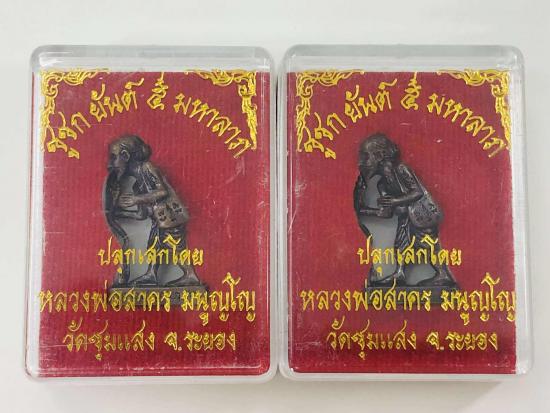 ชูชก ยันต์ ๕ มหาลาภ
ปลุกเสกโดย
หลวงพ่อสาคร มนุญฺโญ
วัดชุมแสง จ.ระยอง
ชูชก ยันต์ ๕ มหาลาภ
ปลุกเสกโดย
หลวงพ่อสาคร มนุญฺโญ
วัดชุมแสง จ.ระยอง